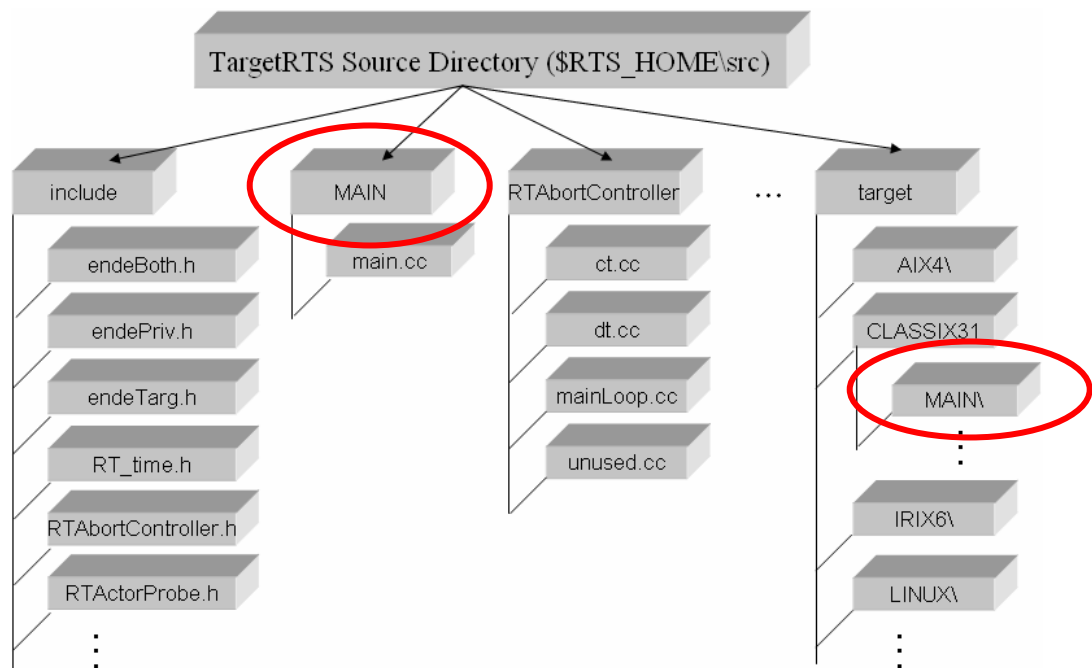 TargetRTS Source Directory ($RTS_HOME\src)
include
MAIN
RTAbortController
...
target
endeBoth.h
endePriv.h
endeTarg.h
RT_time.h
RTAbortController.h
RTActorProbe.h
main.cc
ct.cc
dt.cc
mainLoop.cc
unused.cc
AIX4\
CLASSIX31
MAIN\
IRIX6\
LINUX\